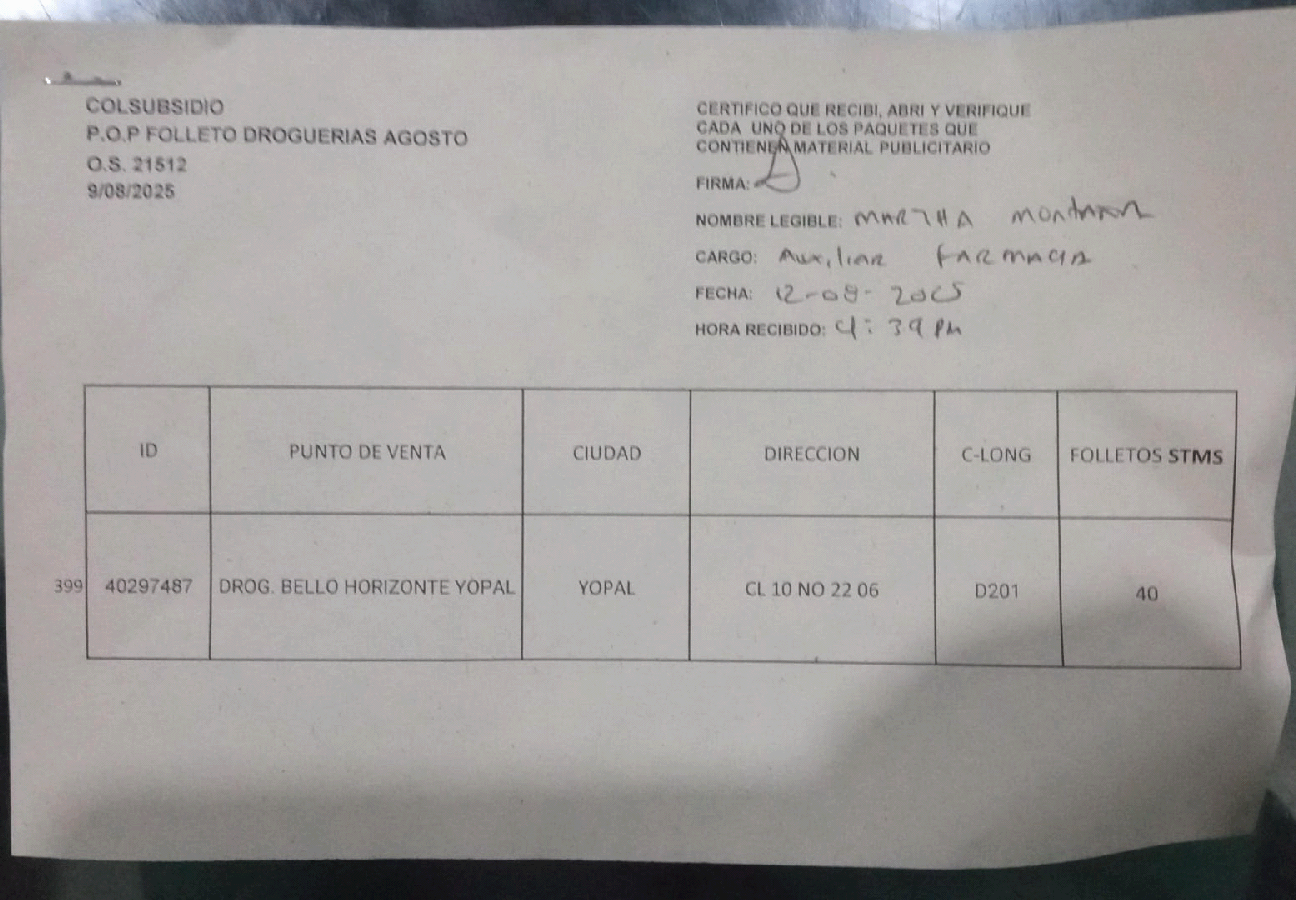 COLSUBSIDIO
P.O.P FOLLETO DROGUERIAS AGOSTO
O.S. 21512
9/08/2025
CERTIFICO QUE RECIBI, ABRI Y VERIFIQUE
CADA UNO DE LOS PAQUETES QUE
CONTIENEN MATERIAL PUBLICITARIO
FIRMA:
NOMBRE LEGIBLE: MARTHA
CARGO: Auxiliar FARMACIA
FECHA: 12-08-2025
HORA RECIBIDO: 4:39 PM
ID PUNTO DE VENTA CIUDAD DIRECCION C-LONG FOLLETOS STMS
399 40297487 DROG. BELLO HORIZONTE YOPAL YOPAL CL 10 NO 22 06 D201 40